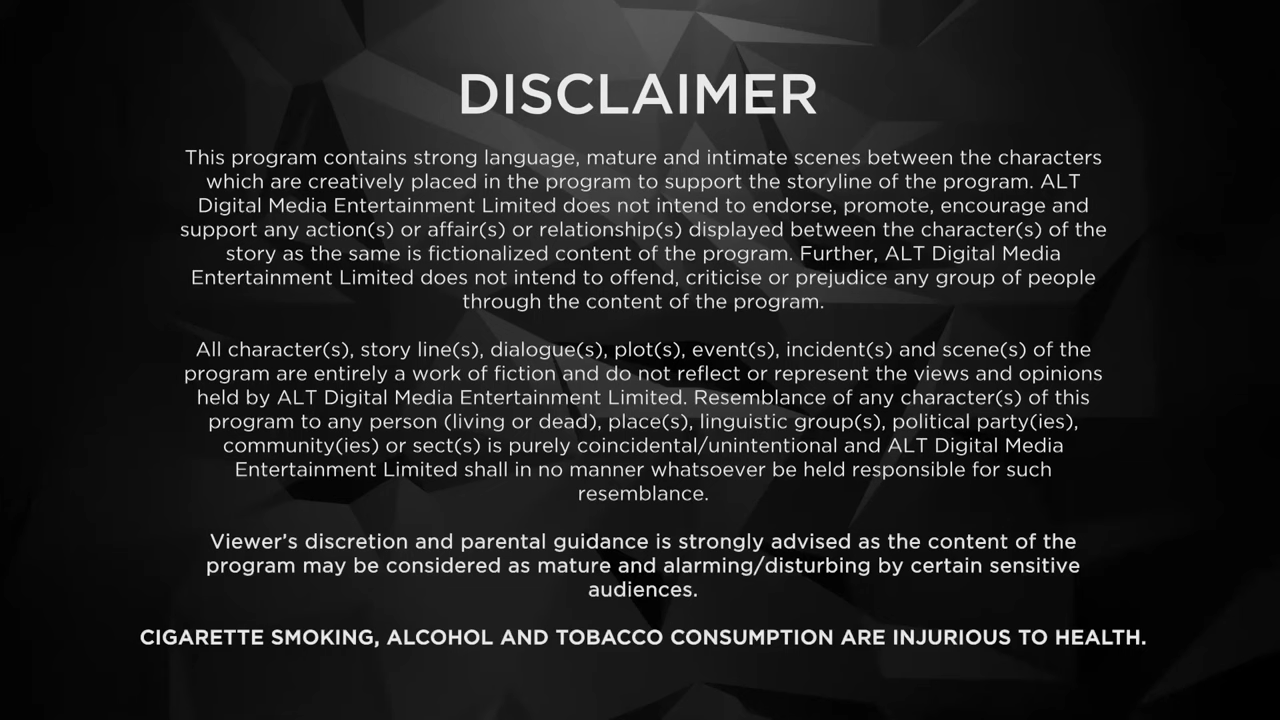 DISCLAIMER
This program contains strong language, mature and intimate scenes between the characters
which are creatively placed in the program to support the storyline of the program. ALT
Digital Media Entertainment Limited does not intend to endorse, promote, encourage and
support any action(s) or affair(s) or relationship(s) displayed between the character(s) of the
story as the same is fictionalized content of the program. Further, ALT Digital Media
Entertainment Limited does not intend to offend, criticise or prejudice any group of people
through the content of the program.
All character(s), story line(s), dialogue(s), plot(s), event(s), incident(s) and scene(s) of the
program are entirely a work of fiction and do not reflect or represent the views and opinions
held by ALT Digital Media Entertainment Limited. Resemblance of any character(s) of this
program to any person (living or dead), place(s), linguistic group(s), political party(ies),
community(ies) or sect(s) is purely coincidental/unintentional and ALT Digital Media
Entertainment Limited shall in no manner whatsoever be held responsible for such
resemblance.
Viewer’s discretion and parental guidance is strongly advised as the content of the
program may be considered as mature and alarming/disturbing by certain sensitive
audiences.
CIGARETTE SMOKING, ALCOHOL AND TOBACCO CONSUMPTION ARE INJURIOUS TO HEALTH.